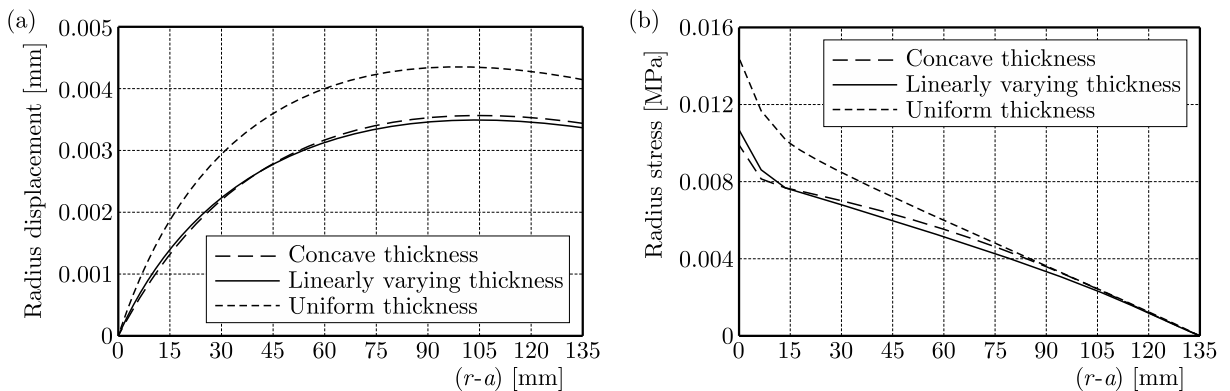 (a)
0.005
0.004
0.003
0.002
0.001
0
Radius displacement [mm]
Concave thickness
Linearly varying thickness
Uniform thickness
0 15 30 45 60 75 90 105 120 135
(r-a) [mm]
(b)
0.016
0.012
0.008
0.004
0
Radius stress [MPa]
Concave thickness
Linearly varying thickness
Uniform thickness
0 15 30 45 60 75 90 105 120 135
(r-a) [mm]